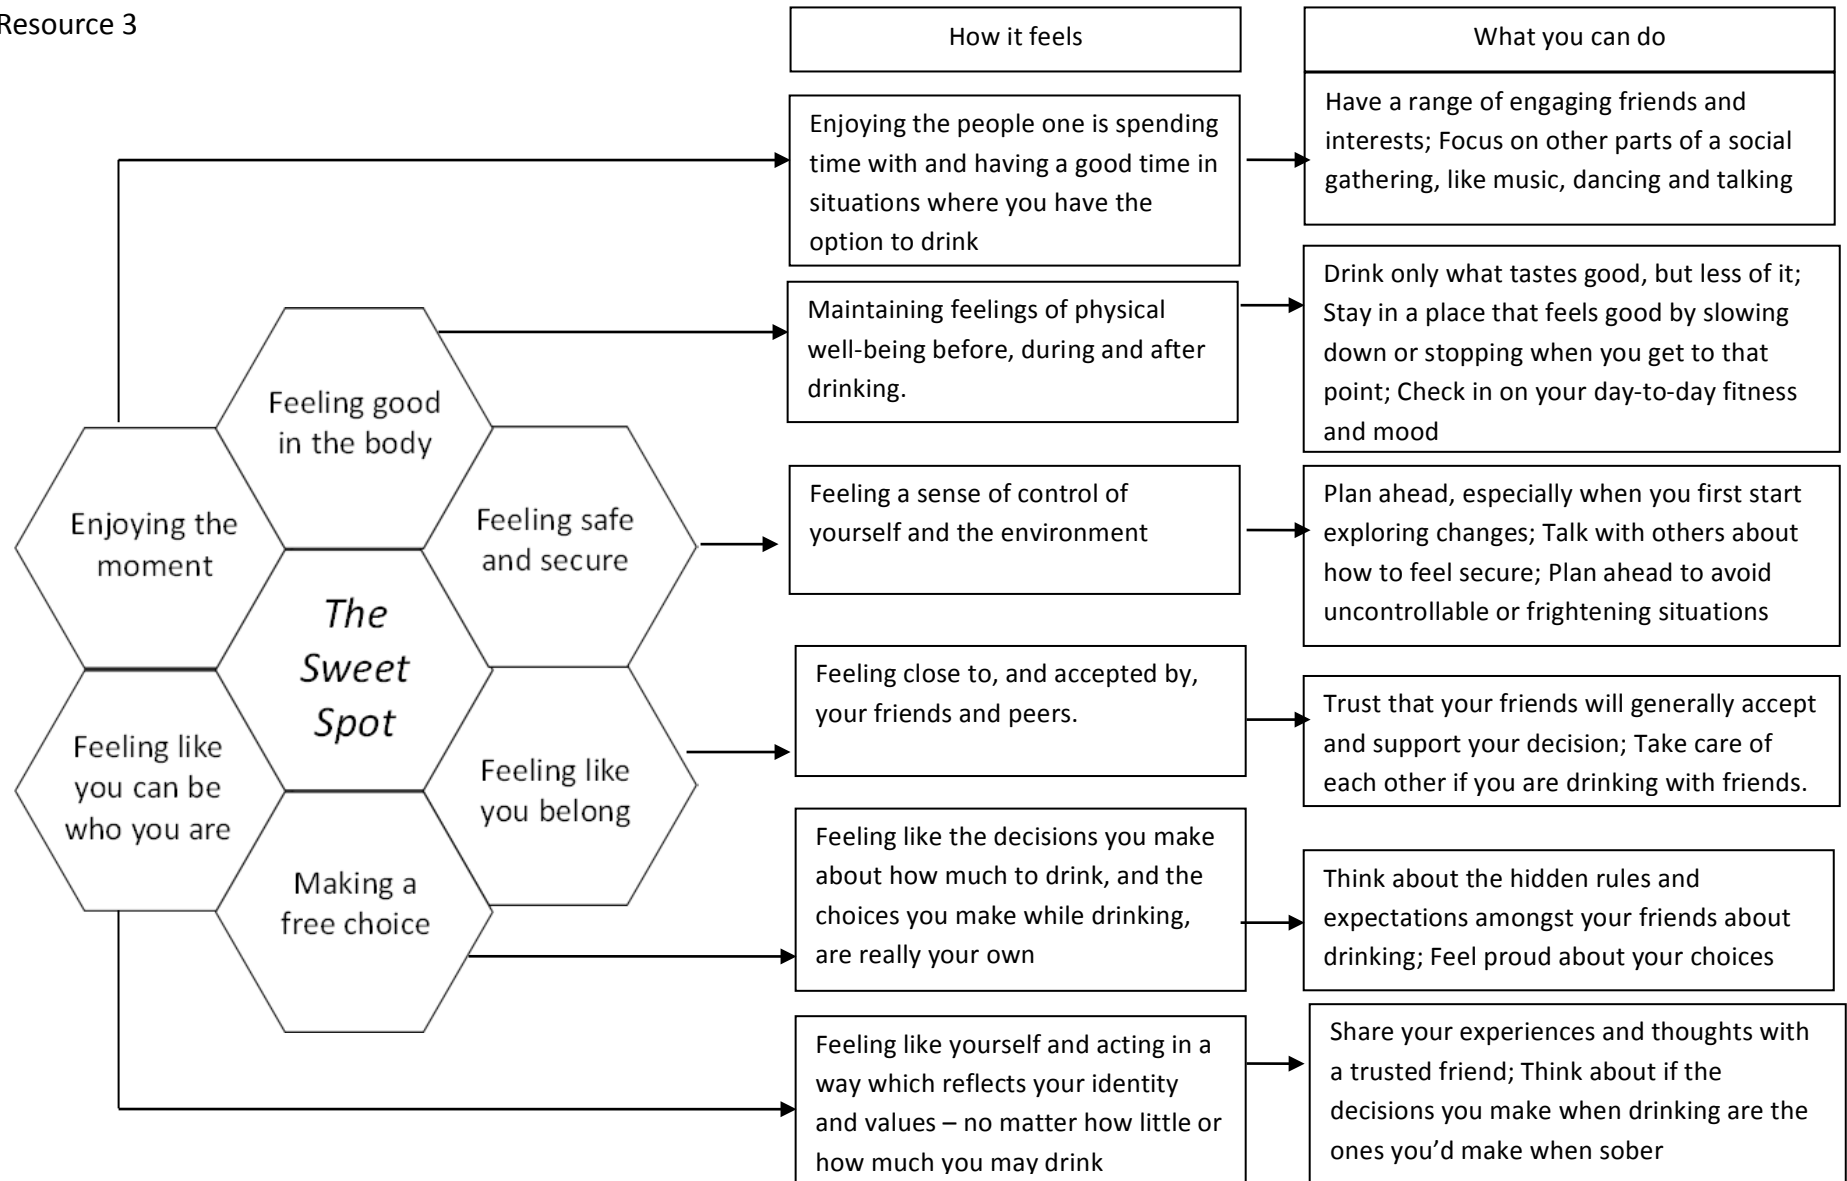 Resource 3
How it feels
What you can do
Enjoying the people one is spending
time with and having a good time in
situations where you have the
option to drink
Have a range of engaging friends and
interests; Focus on other parts of a social
gathering, like music, dancing and talking
Maintaining feelings of physical
well-being before, during and after
drinking.
Drink only what tastes good, but less of it;
Stay in a place that feels good by slowing
down or stopping when you get to that
point; Check in on your day-to-day fitness
and mood
Feeling good
in the body
Enjoying the
moment
Feeling safe
and secure
Feeling a sense of control of
yourself and the environment
Plan ahead, especially when you first start
exploring changes; Talk with others about
how to feel secure; Plan ahead to avoid
uncontrollable or frightening situations
The
Sweet
Spot
Feeling like
you can be
who you are
Feeling like
you belong
Feeling close to, and accepted by,
your friends and peers.
Trust that your friends will generally accept
and support your decision; Take care of
each other if you are drinking with friends.
Making a
free choice
Feeling like the decisions you make
about how much to drink, and the
choices you make while drinking,
are really your own
Think about the hidden rules and
expectations amongst your friends about
drinking; Feel proud about your choices
Feeling like yourself and acting in a
way which reflects your identity
and values – no matter how little or
how much you may drink
Share your experiences and thoughts with
a trusted friend; Think about if the
decisions you make when drinking are the
ones you’d make when sober